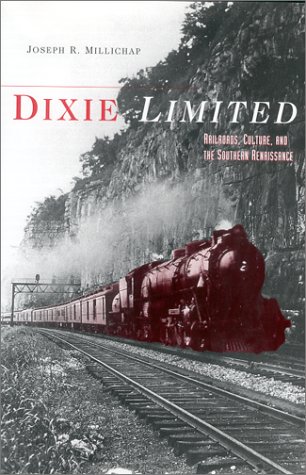 JOSEPH R. MILLICHAP
DIXIE LIMITED
RAILROADS, CULTURE, AND
THE SOUTHERN RENAISSANCE